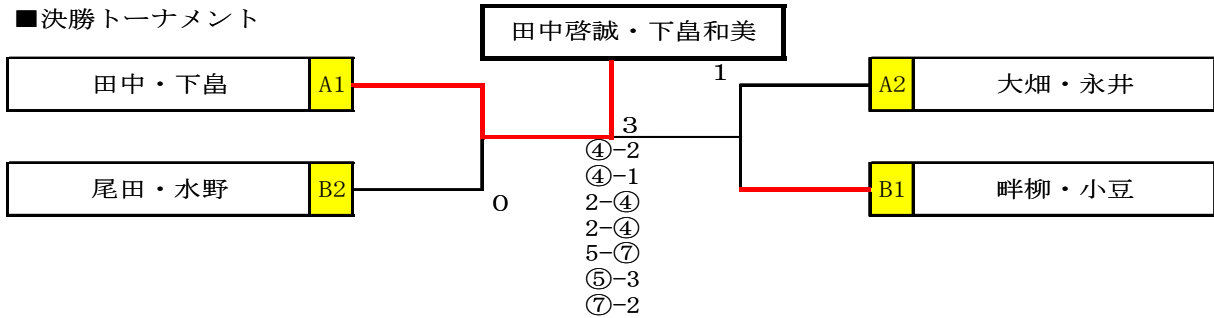 ■決勝トーナメント
田中啓誠・下畠和美
田中・下畠 A1
1
A2 大畑・永井
3
④-2
④-1
尾田・水野 B2
B1 畔柳・小豆
0
2-④
2-④
5-⑦
⑤-3
⑦-2